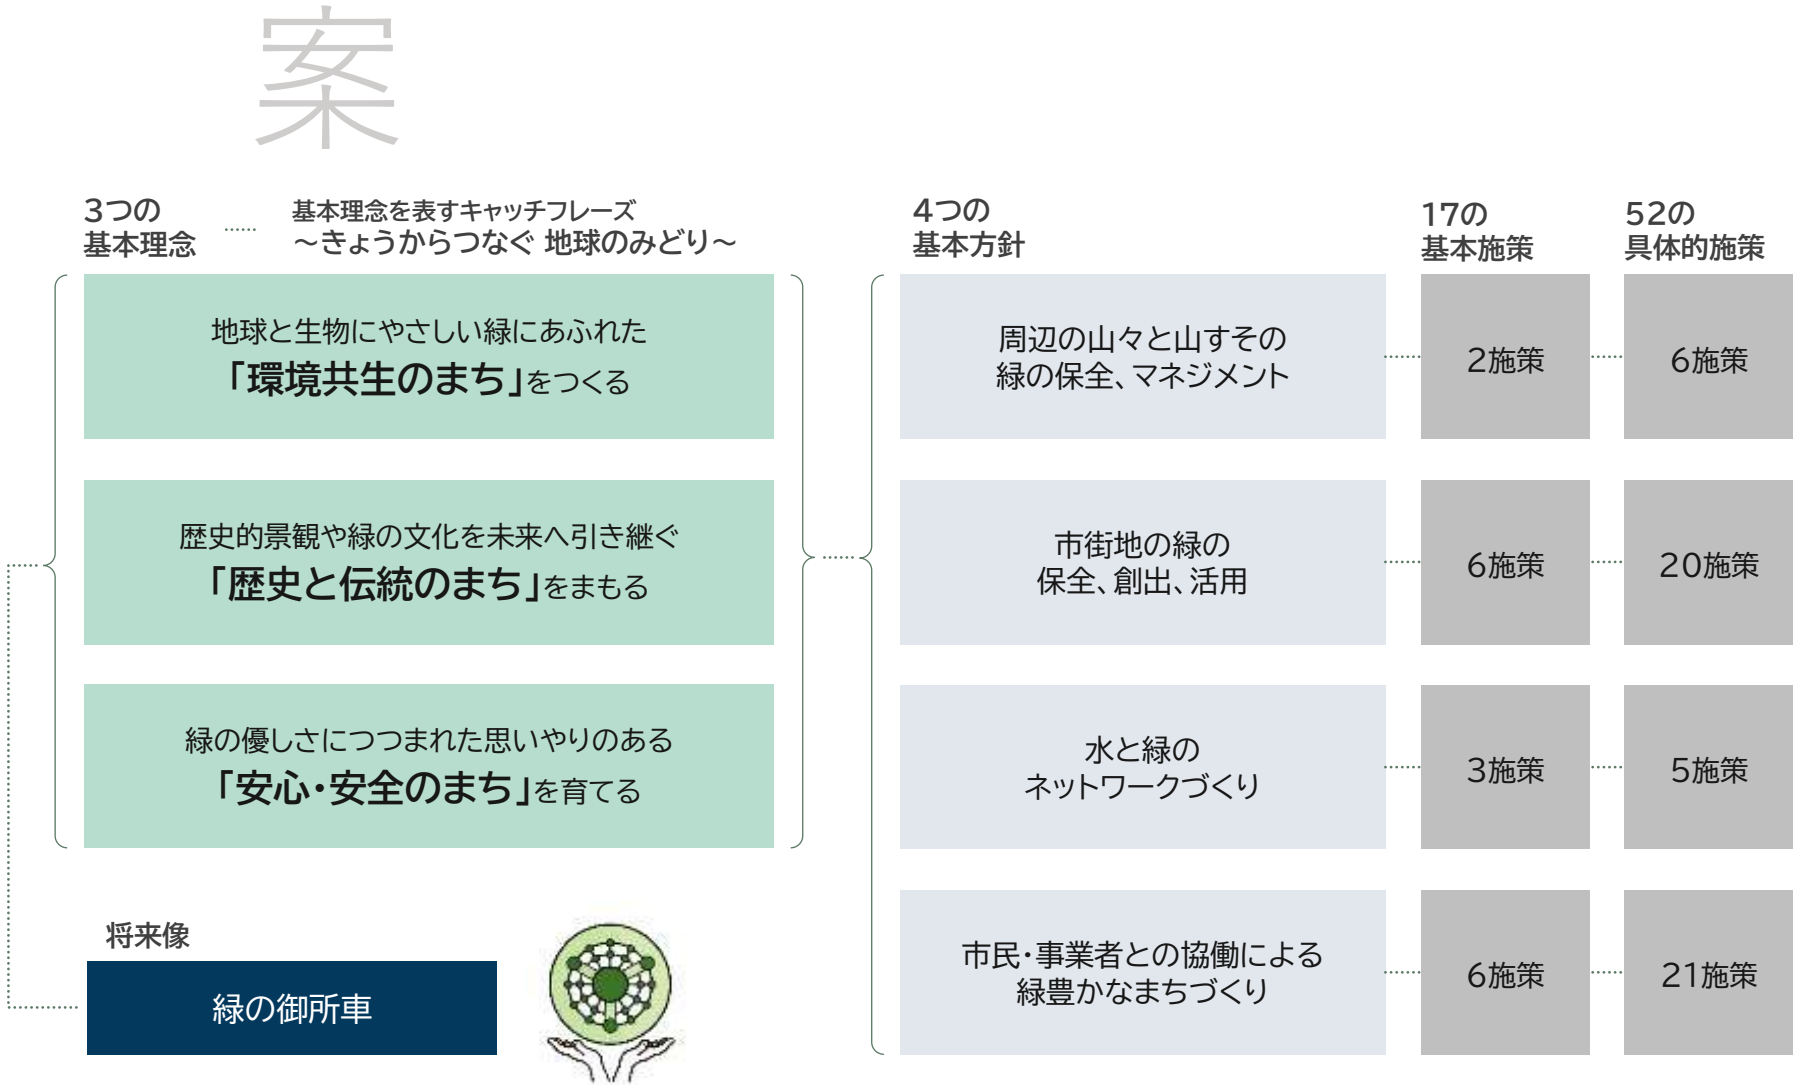 案
3つの
基本理念
基本理念を表すキャッチフレーズ
～きょうからつなぐ 地球のみどり～
地球と生物にやさしい緑にあふれた
「環境共生のまち」をつくる
歴史的景観や緑の文化を未来へ引き継ぐ
「歴史と伝統のまち」をまもる
緑の優しさにつつまれた思いやりのある
「安心・安全のまち」を育てる
将来像
緑の御所車
4つの
基本方針
17の
基本施策
52の
具体的施策
周辺の山々と山すその
緑の保全、マネジメント
2施策
6施策
市街地の緑の
保全、創出、活用
6施策
20施策
水と緑の
ネットワークづくり
3施策
5施策
市民・事業者との協働による
緑豊かなまちづくり
6施策
21施策